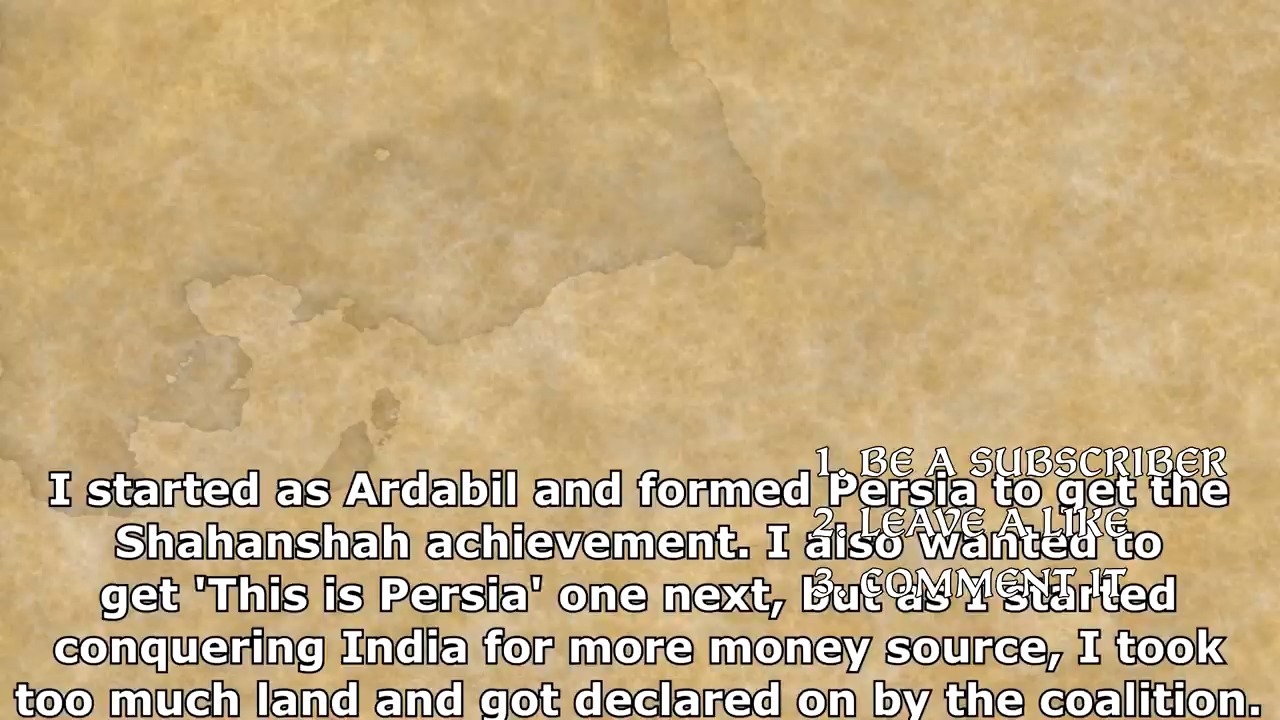 1. BE A SUBSCRIBER
I started as Ardabil and formed Persia to get the
2. LEAVE A LIKE
Shahanshah achievement. I also wanted to
3. COMMENT IT
get 'This is Persia' one next, but as I started
conquering India for more money source, I took
too much land and got declared on by the coalition.